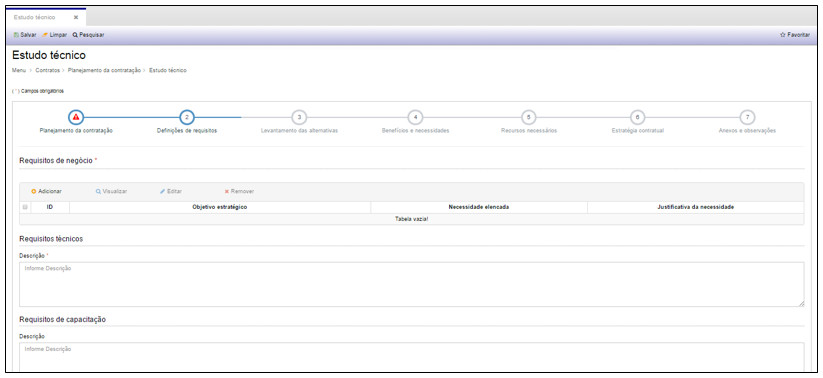 Estudo técnico ×
Salvar Limpar Pesquisar Favoritar
Estudo técnico
Menu › Contratos › Planejamento da contratação › Estudo técnico
( * ) Campos obrigatórios
2 3 4 5 6 7
Planejamento da contratação Definições de requisitos Levantamento das alternativas Benefícios e necessidades Recursos necessários Estratégia contratual Anexos e observações
Requisitos de negócio *
Adicionar Visualizar Editar Remover
ID Objetivo estratégico Necessidade elencada Justificativa da necessidade
Tabela vazia!
Requisitos técnicos
Descrição *
Informe Descrição
Requisitos de capacitação
Descrição
Informe Descrição